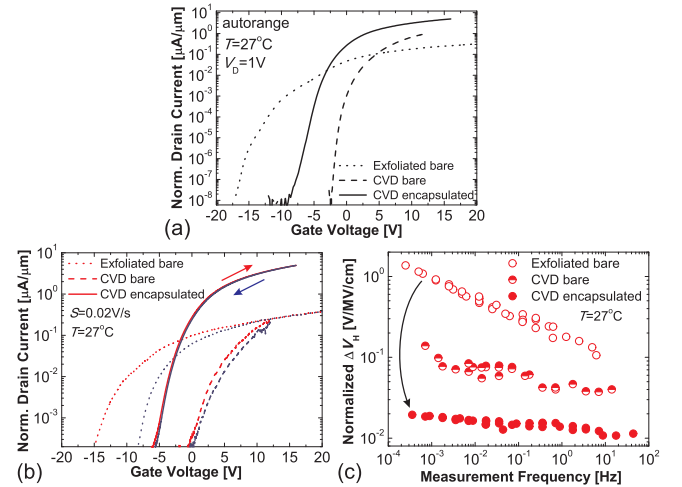 Norm. Drain Current [μA/μm]
10¹
10⁰
10⁻¹
10⁻²
10⁻³
10⁻⁴
10⁻⁵
10⁻⁶
10⁻⁷
10⁻⁸
autorange
T=27°C
V_D=1V
Exfoliated bare
CVD bare
CVD encapsulated
-20 -15 -10 -5 0 5 10 15 20
Gate Voltage [V]
(a)
Norm. Drain Current [μA/μm]
10¹
10⁰
10⁻¹
10⁻²
10⁻³
Exfoliated bare
CVD bare
CVD encapsulated
S=0.02V/s
T=27°C
-20 -15 -10 -5 0 5 10 15 20
Gate Voltage [V]
(b)
Normalized ΔV_H [V/MV/cm]
10⁰
10⁻¹
10⁻²
Exfoliated bare
CVD bare
CVD encapsulated
T=27°C
10⁻⁴ 10⁻³ 10⁻² 10⁻¹ 10⁰ 10¹ 10²
Measurement Frequency [Hz]
(c)